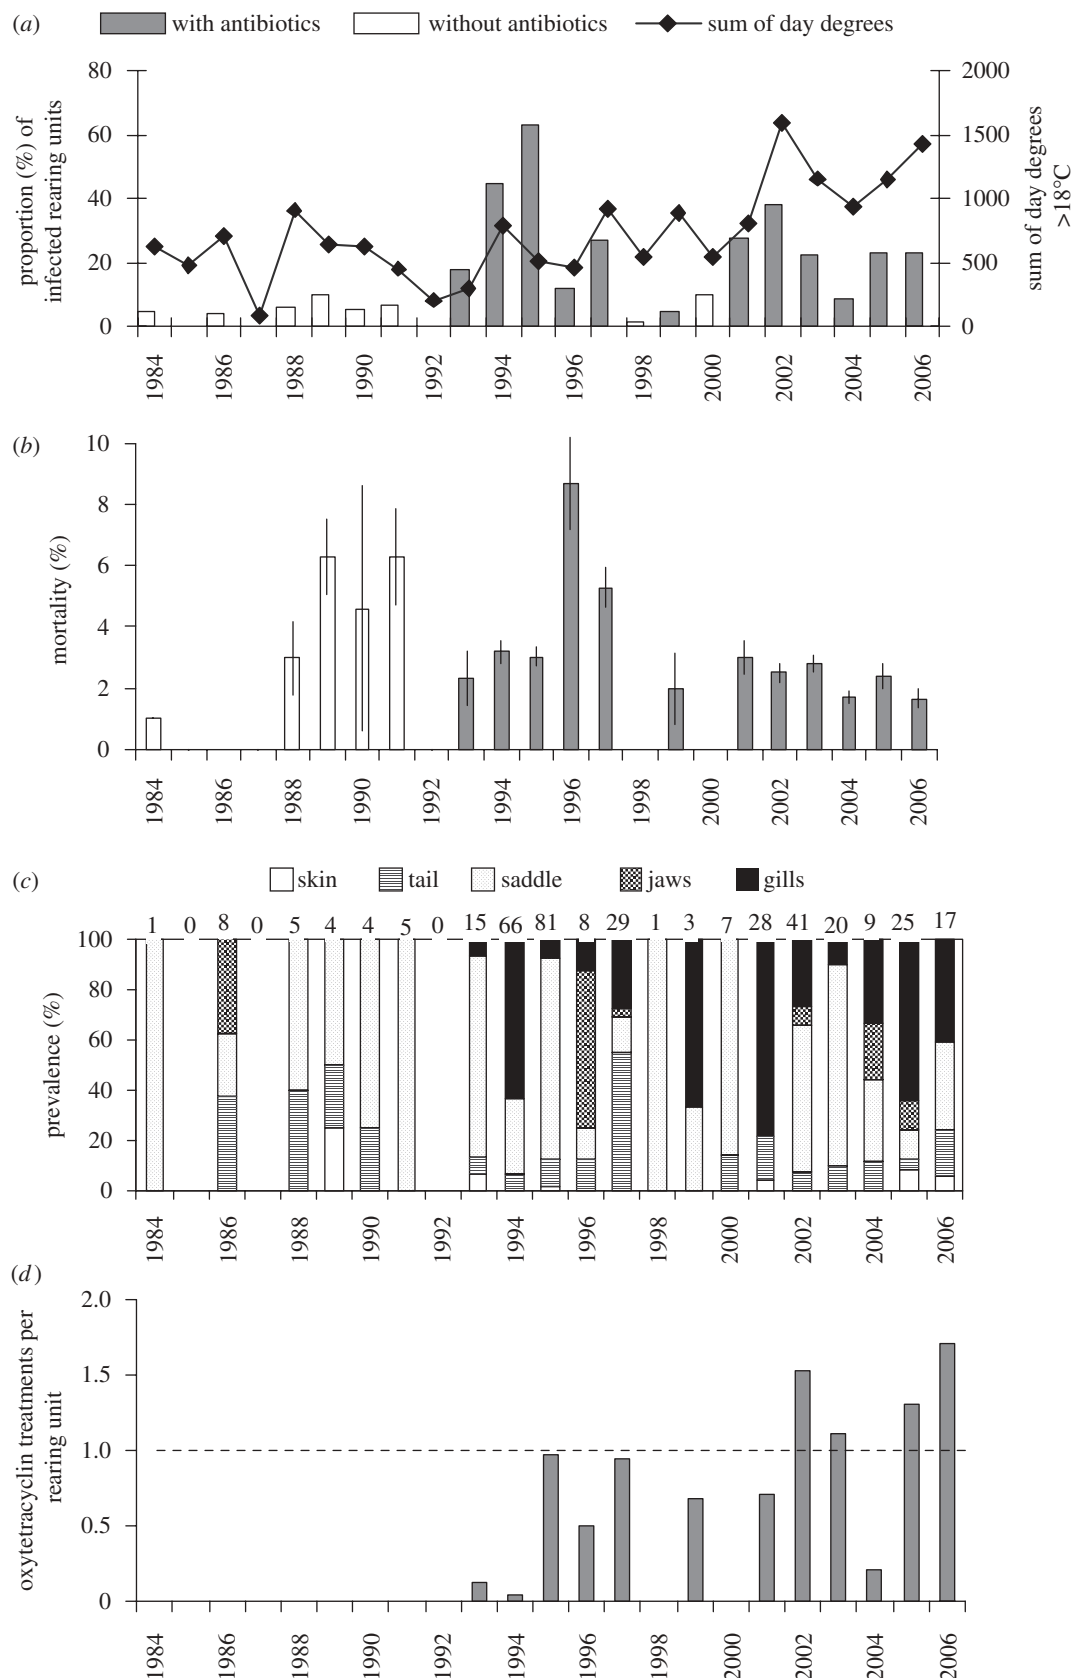 (a) with antibiotics without antibiotics sum of day degrees
proportion (%) of
infected rearing units
80
60
40
20
0
2000
1500
1000
500
0
sum of day degrees
>18°C
1984 1986 1988 1990 1992 1994 1996 1998 2000 2002 2004 2006
(b)
mortality (%)
10
8
6
4
2
0
1984 1986 1988 1990 1992 1994 1996 1998 2000 2002 2004 2006
(c) skin tail saddle jaws gills
1 0 8 0 5 4 4 5 0 15 66 81 8 29 1 3 7 28 41 20 9 25 17
prevalence (%)
100
80
60
40
20
0
1984 1986 1988 1990 1992 1994 1996 1998 2000 2002 2004 2006
(d)
oxytetracyclin treatments per
rearing unit
2.0
1.5
1.0
0.5
0
1984 1986 1988 1990 1992 1994 1996 1998 2000 2002 2004 2006